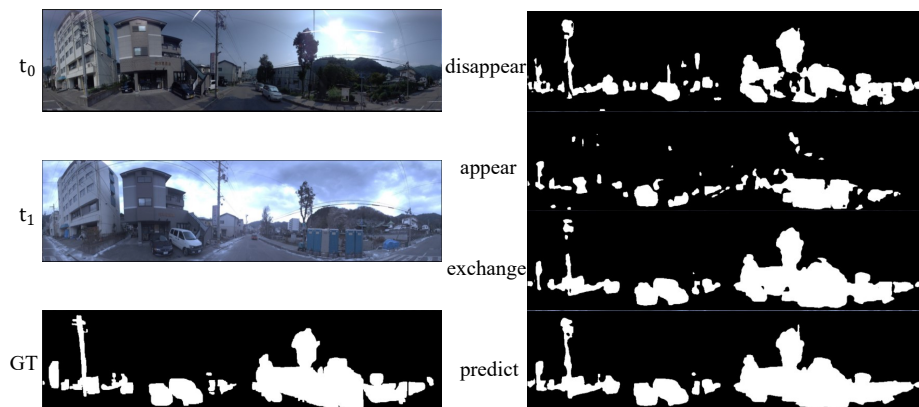 t₀
disappear
appear
t₁
exchange
GT
predict